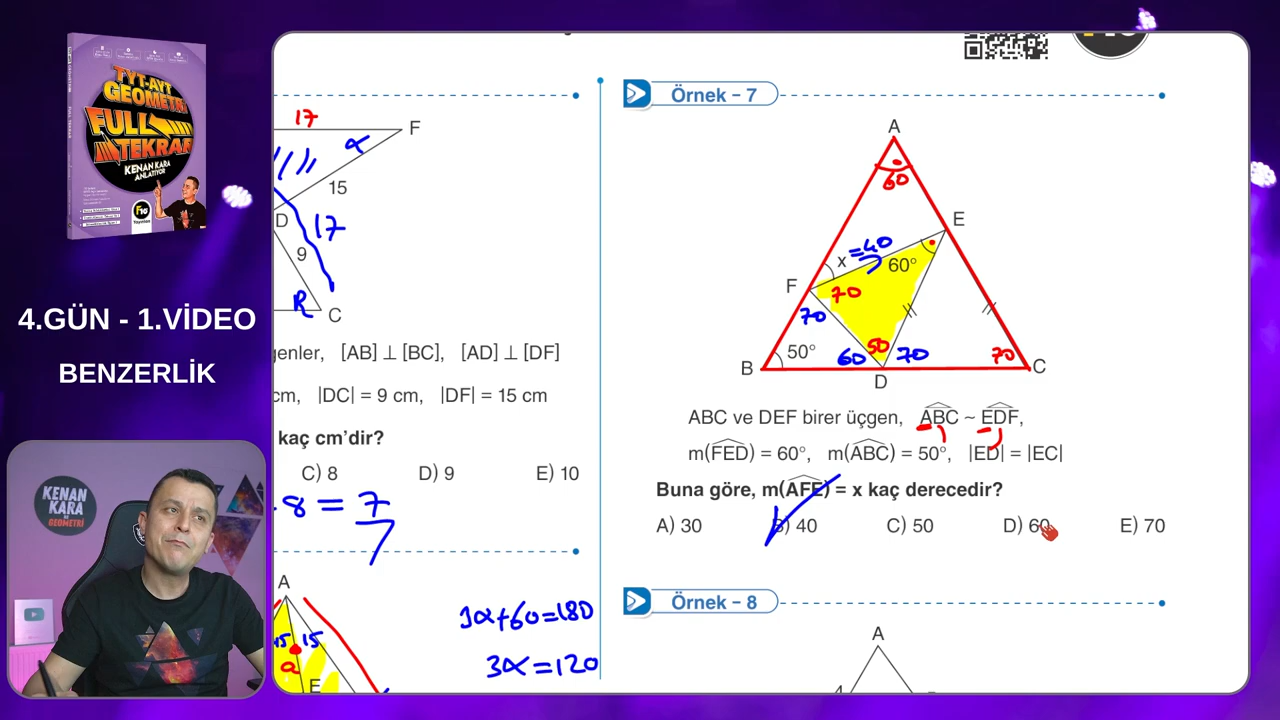 TYT-AYT
GEOMETRİ
FULL
TEKRAR
KENAN KARA
ANLATIYOR
F10
4.GÜN - 1.VİDEO
BENZERLİK
KENAN
KARA
GEOMETRİ
17
F
α
15
D
17
9
R
C
genler, [AB] ⊥ [BC], [AD] ⊥ [DF]
cm, |DC| = 9 cm, |DF| = 15 cm
kaç cm'dir?
C) 8 D) 9 E) 10
8 = 7
A
15 15
a
E
3α+60=180
3α=120
Örnek – 7
A
60
E
x =40
60°
F
70
70
50°
60 50 70
70
B
D
C
ABC ve DEF birer üçgen, ABC ~ EDF,
m(FED) = 60°, m(ABC) = 50°, |ED| = |EC|
Buna göre, m(AFE) = x kaç derecedir?
A) 30 B) 40 C) 50 D) 60 E) 70
Örnek – 8
A
4